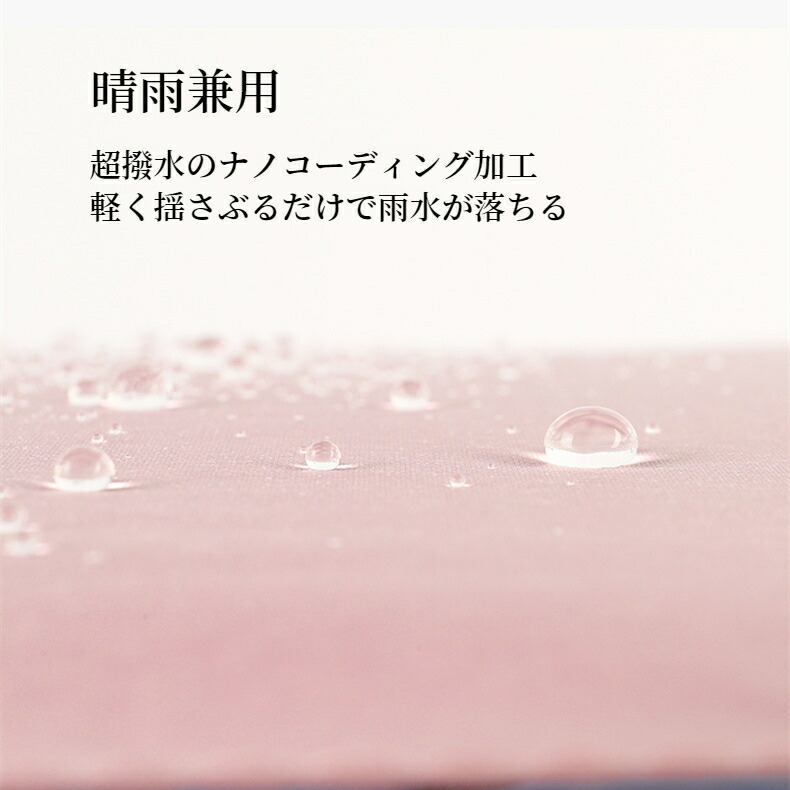 晴雨兼用
超撥水のナノコーディング加工
軽く揺さぶるだけで雨水が落ちる